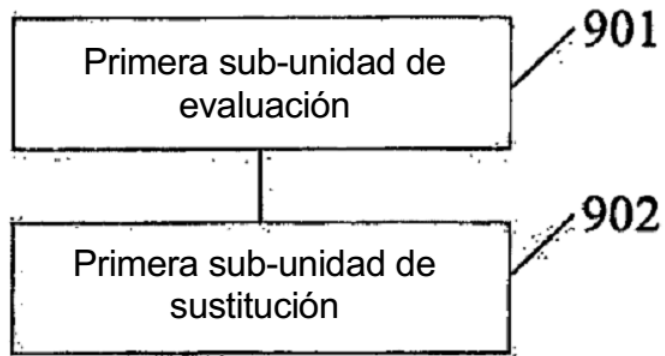 901
Primera sub-unidad de
evaluación
902
Primera sub-unidad de
sustitución